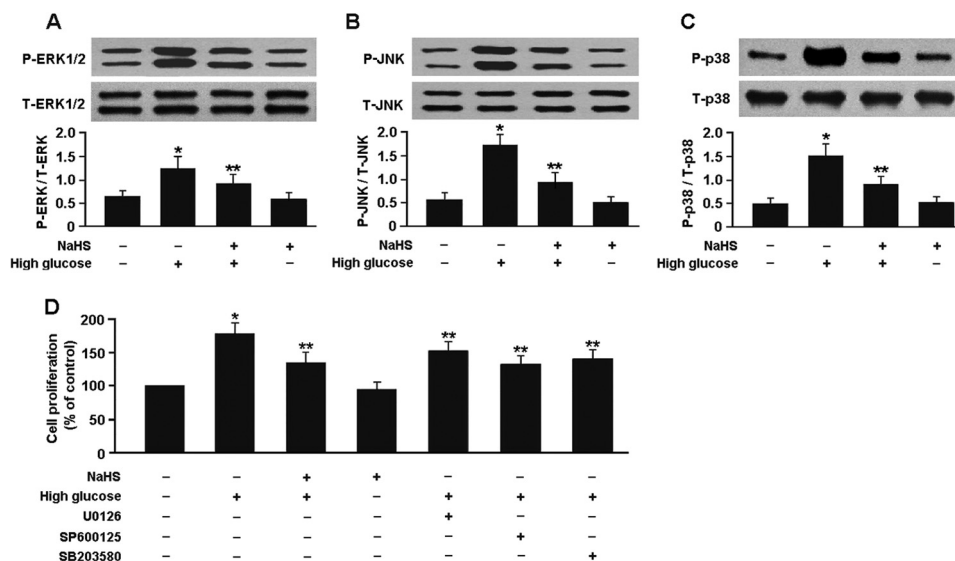 A
P-ERK1/2
T-ERK1/2
P-ERK/T-ERK
2.0
1.5
1.0
0.5
0
* **
NaHS – – + +
High glucose – + + –
B
P-JNK
T-JNK
P-JNK / T-JNK
2.0
1.5
1.0
0.5
0
* **
NaHS – – + +
High glucose – + + –
C
P-p38
T-p38
P-p38 / T-p38
2.0
1.5
1.0
0.5
0
* **
NaHS – – + +
High glucose – + + –
D
Cell proliferation
(% of control)
200
150
100
50
0
* ** ** ** **
NaHS – – + + – – –
High glucose – + + – + + +
U0126 – – – – + – –
SP600125 – – – – – + –
SB203580 – – – – – – +